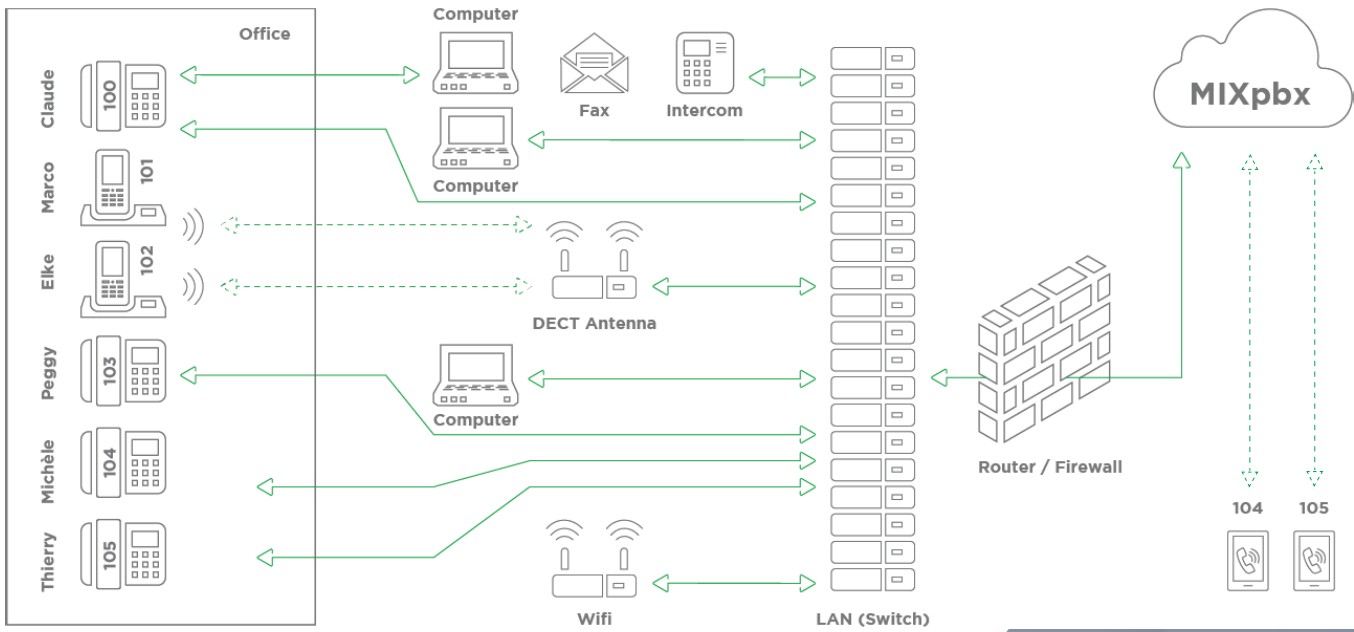 Office
Claude
100
Marco
101
Elke
102
Peggy
103
Michèle
104
Thierry
105
Computer
Fax
Intercom
Computer
DECT Antenna
Computer
Wifi
LAN (Switch)
Router / Firewall
MIXpbx
104
105